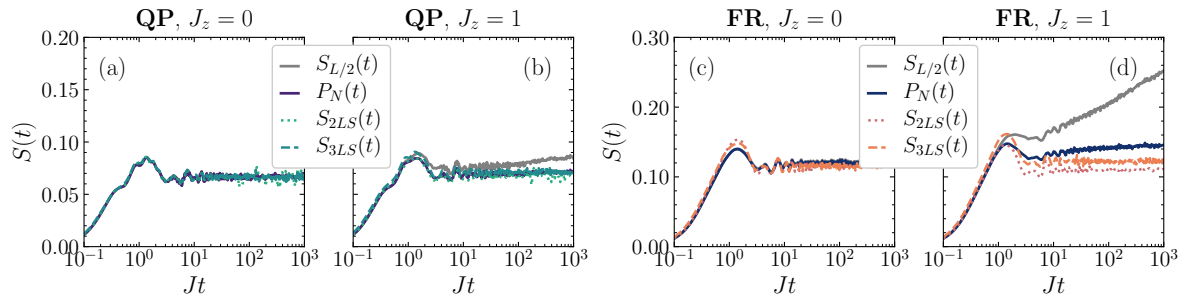 QP, J_z = 0
QP, J_z = 1
FR, J_z = 0
FR, J_z = 1
S(t)
0.20
0.15
0.10
0.05
0.00
(a)
(b)
S_{L/2}(t)
P_N(t)
S_{2LS}(t)
S_{3LS}(t)
10^{-1} 10^0 10^1 10^2 10^{-1} 10^0 10^1 10^2 10^3
Jt
Jt
S(t)
0.30
0.20
0.10
0.00
(c)
(d)
S_{L/2}(t)
P_N(t)
S_{2LS}(t)
S_{3LS}(t)
10^{-1} 10^0 10^1 10^2 10^{-1} 10^0 10^1 10^2 10^3
Jt
Jt